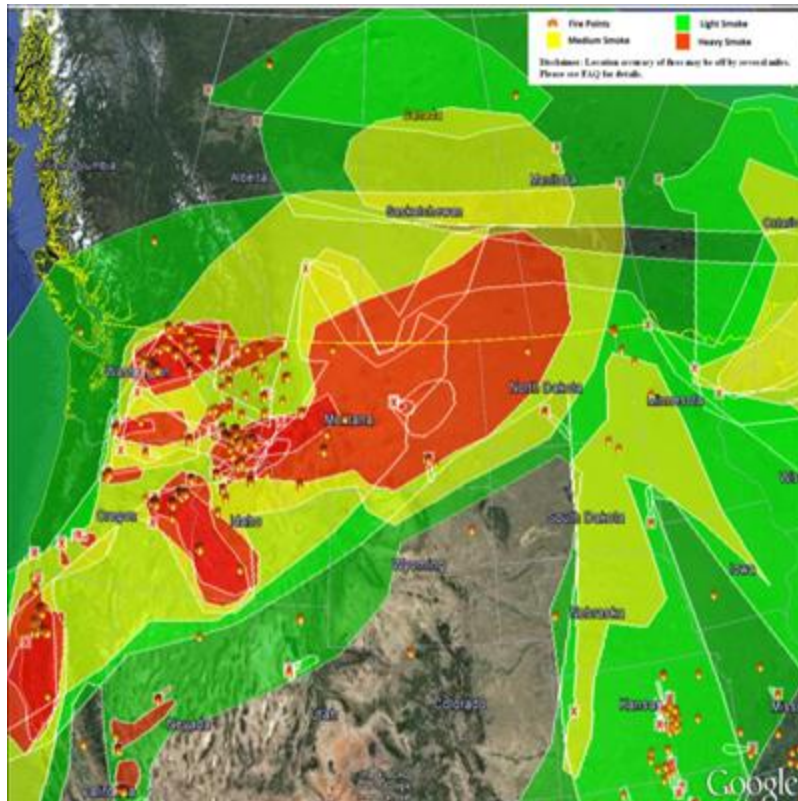 Fire Points
Light Smoke
Medium Smoke
Heavy Smoke
Disclaimer: Location accuracy of fires may be off by several miles.
Please see FAQ for details.
Canada
Alberta
Manitoba
Saskatchewan
North Dakota
Minnesota
Montana
Oregon
Idaho
South Dakota
Wyoming
Iowa
Nebraska
Utah
Colorado
Kansas
Nevada
Google